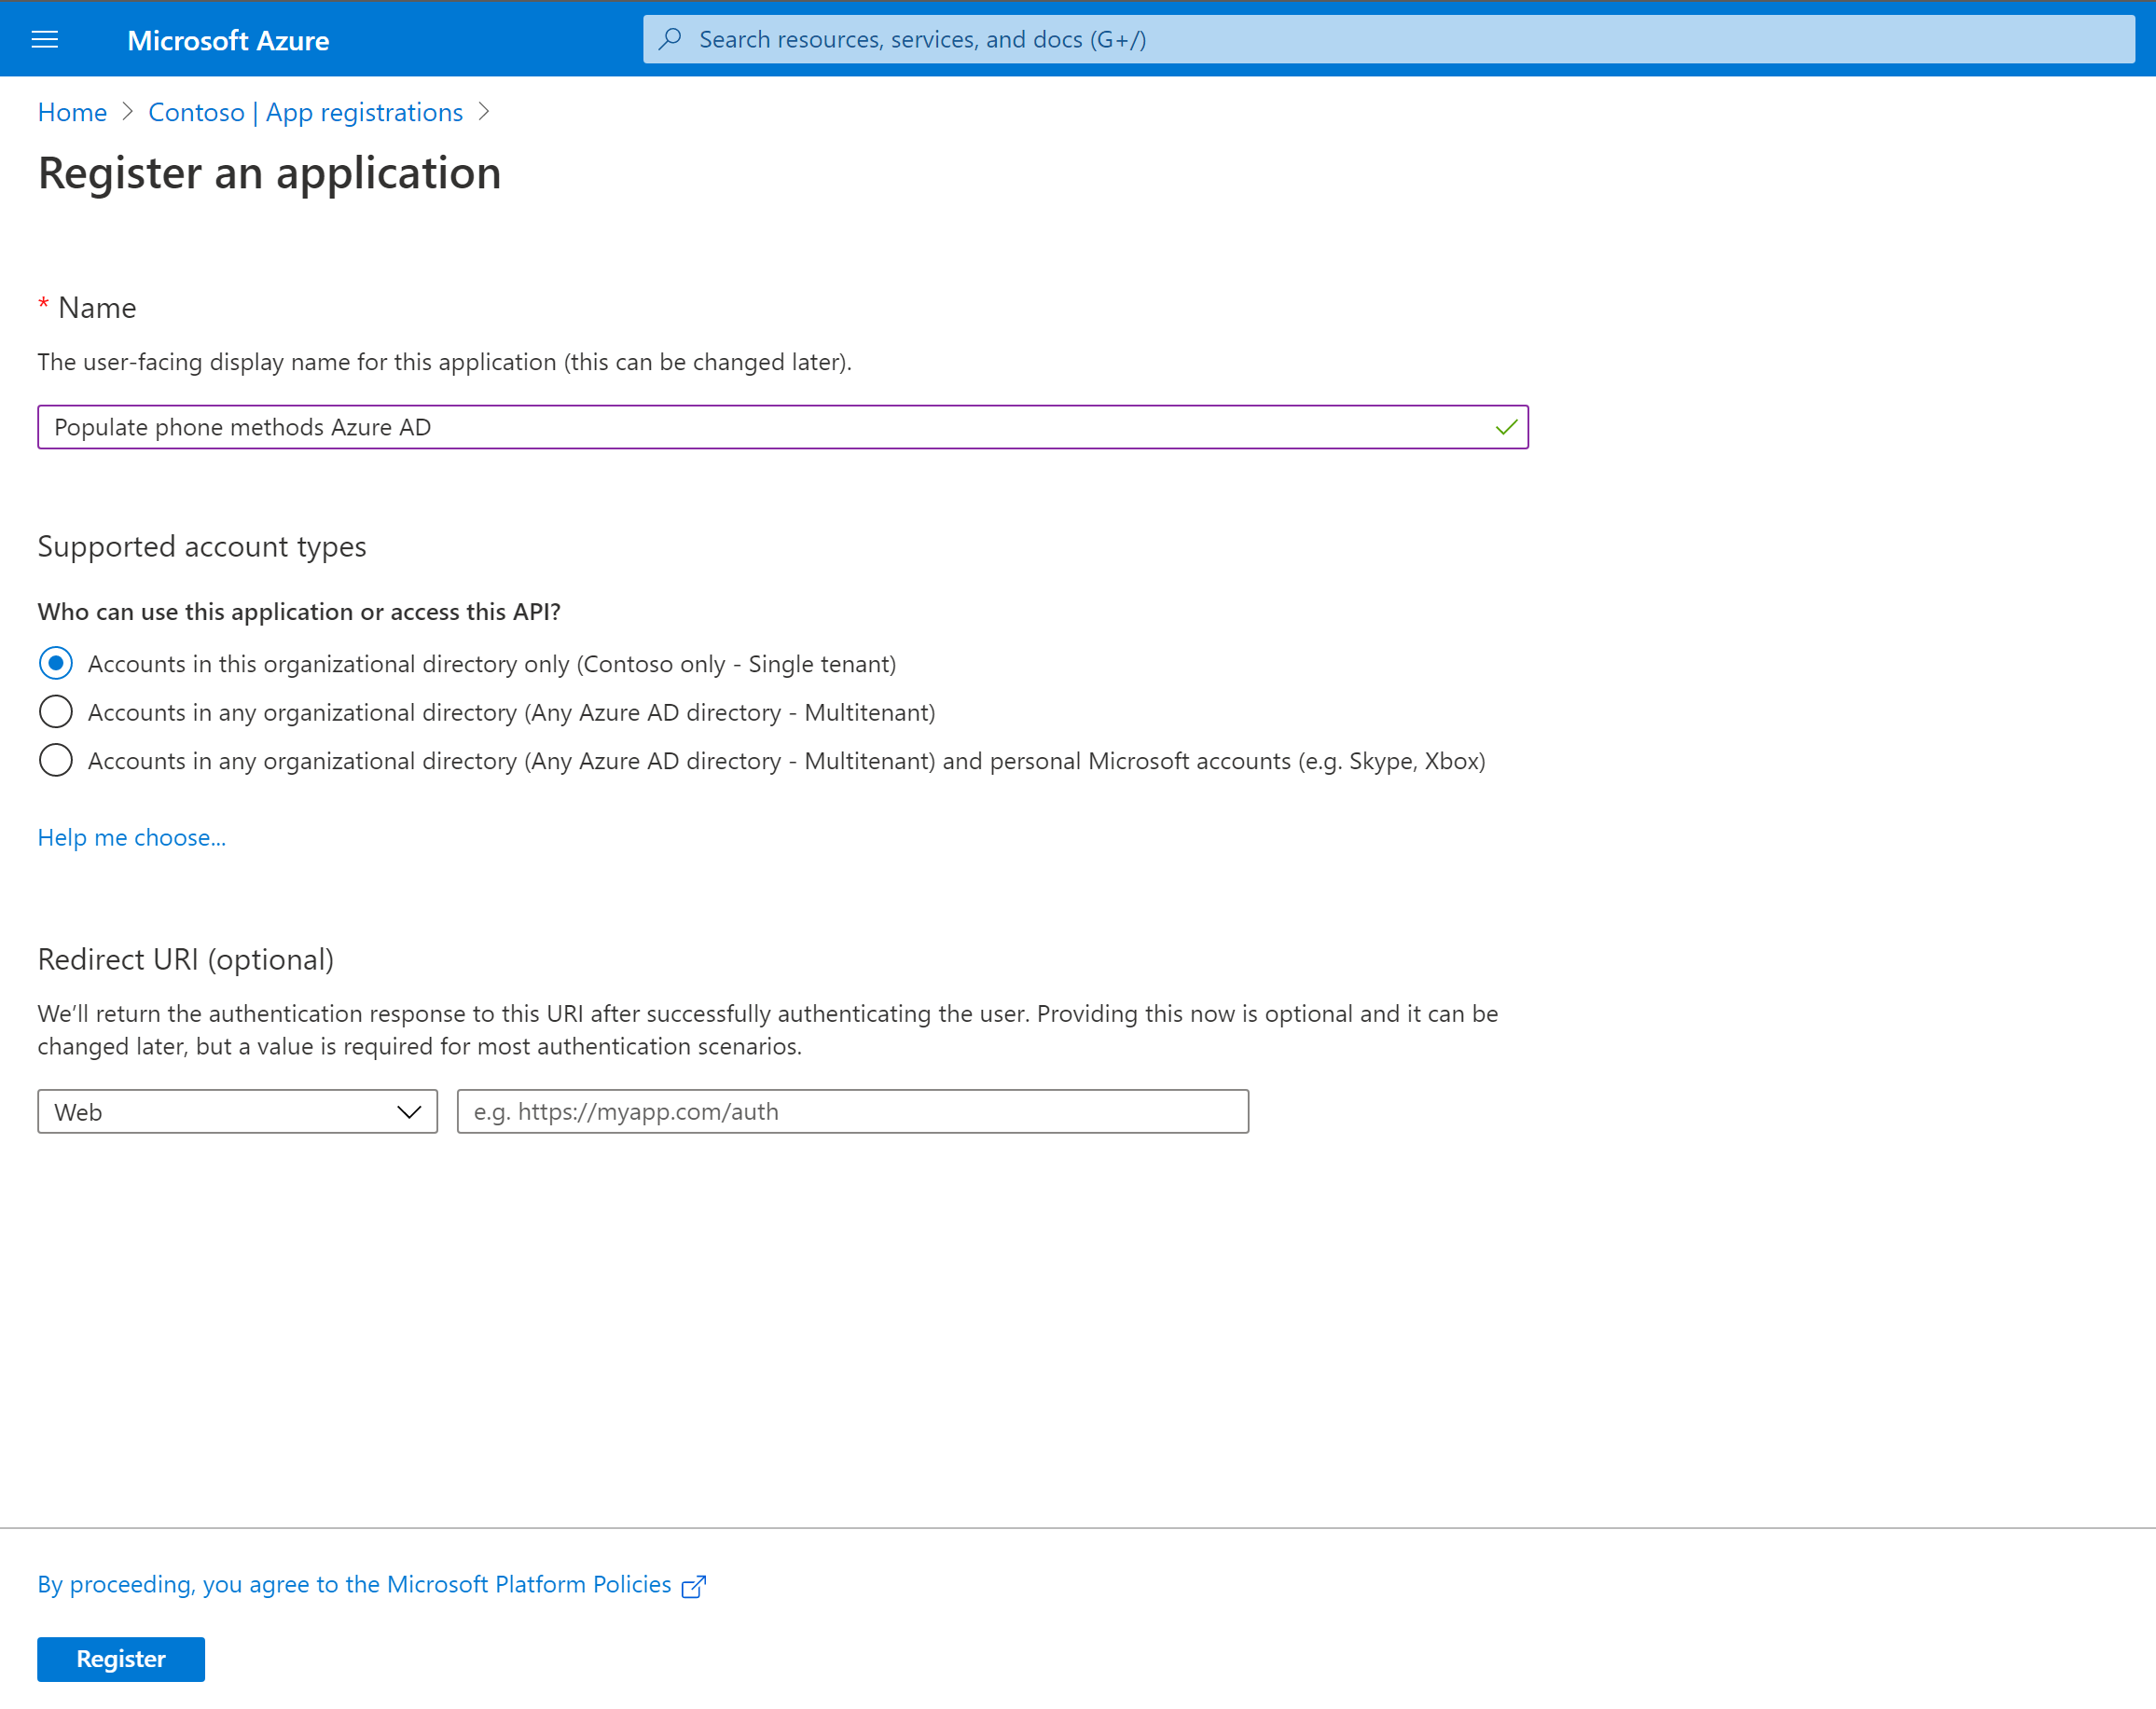 Microsoft Azure
Search resources, services, and docs (G+/)
Home > Contoso | App registrations >
Register an application
* Name
The user-facing display name for this application (this can be changed later).
Populate phone methods Azure AD
Supported account types
Who can use this application or access this API?
Accounts in this organizational directory only (Contoso only - Single tenant)
Accounts in any organizational directory (Any Azure AD directory - Multitenant)
Accounts in any organizational directory (Any Azure AD directory - Multitenant) and personal Microsoft accounts (e.g. Skype, Xbox)
Help me choose...
Redirect URI (optional)
We’ll return the authentication response to this URI after successfully authenticating the user. Providing this now is optional and it can be
changed later, but a value is required for most authentication scenarios.
Web
e.g. https://myapp.com/auth
By proceeding, you agree to the Microsoft Platform Policies
Register